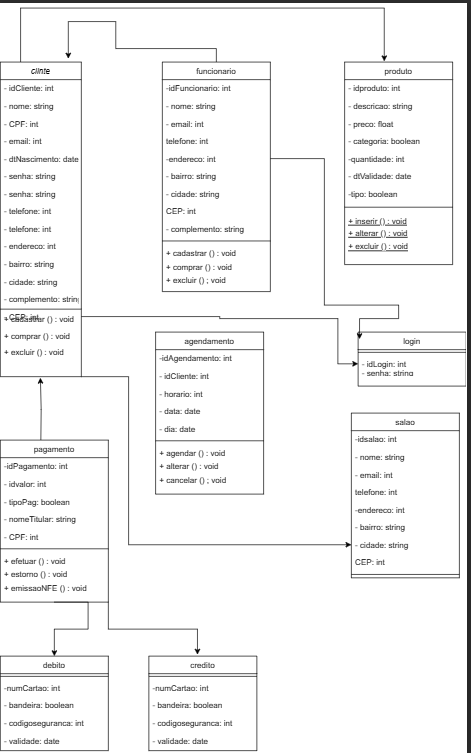 clinte
- idCliente: int
- nome: string
- CPF: int
- email: int
- dtNascimento: date
- senha: string
- senha: string
- telefone: int
- telefone: int
- endereco: int
- bairro: string
- cidade: string
- complemento: string
- CEP: int
+ cadastrar () : void
+ comprar () : void
+ excluir () : void
funcionario
-idFuncionario: int
- nome: string
- email: int
telefone: int
-endereco: int
- bairro: string
- cidade: string
CEP: int
- complemento: string
+ cadastrar () : void
+ comprar () : void
+ excluir () ; void
produto
- idproduto: int
- descricao: string
- preco: float
- categoria: boolean
-quantidade: int
- dtValidade: date
-tipo: boolean
+ inserir () : void
+ alterar () : void
+ excluir () : void
agendamento
-idAgendamento: int
- idCliente: int
- horario: int
- data: date
- dia: date
+ agendar () : void
+ alterar () : void
+ cancelar () ; void
login
- idLogin: int
- senha: string
salao
-idsalao: int
- nome: string
- email: int
telefone: int
-endereco: int
- bairro: string
- cidade: string
CEP: int
pagamento
-idPagamento: int
- idvalor: int
- tipoPag: boolean
- nomeTitular: string
- CPF: int
+ efetuar () : void
+ estorno () : void
+ emissaoNFE () : void
debito
-numCartao: int
- bandeira: boolean
- codigoseguranca: int
- validade: date
credito
-numCartao: int
- bandeira: boolean
- codigoseguranca: int
- validade: date